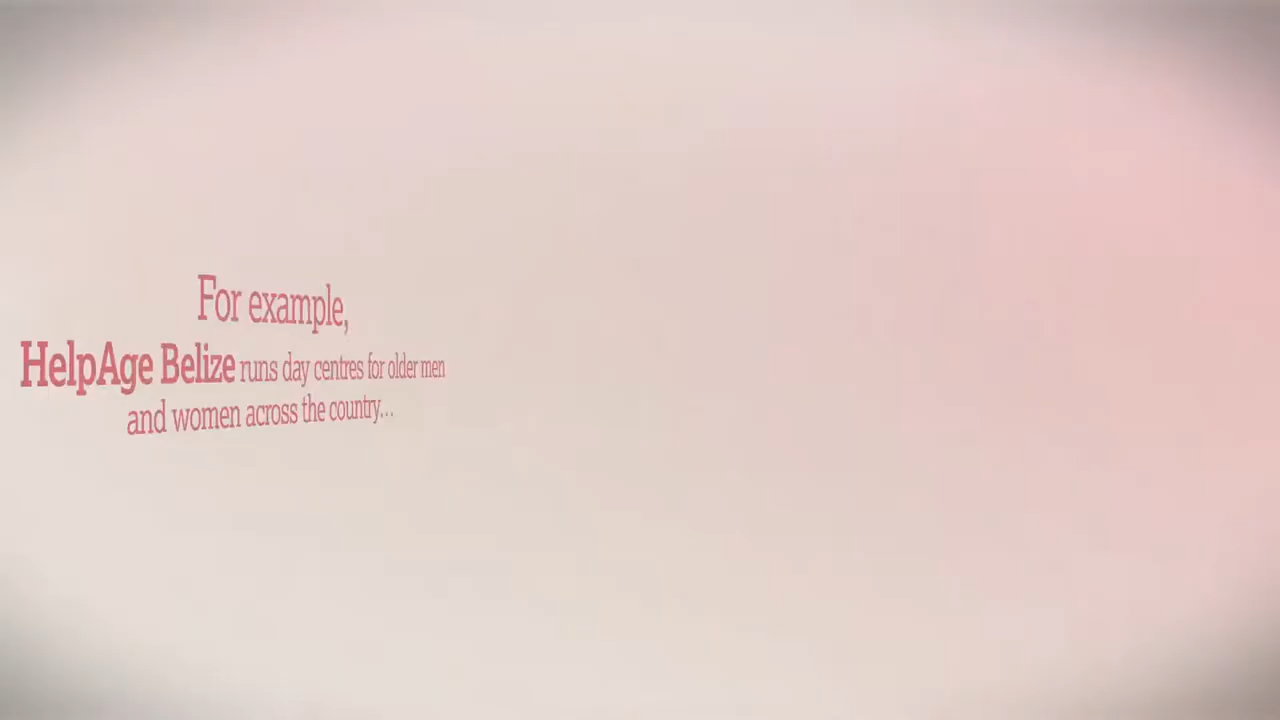 For example,
HelpAge Belize runs day centres for older men
and women across the country...